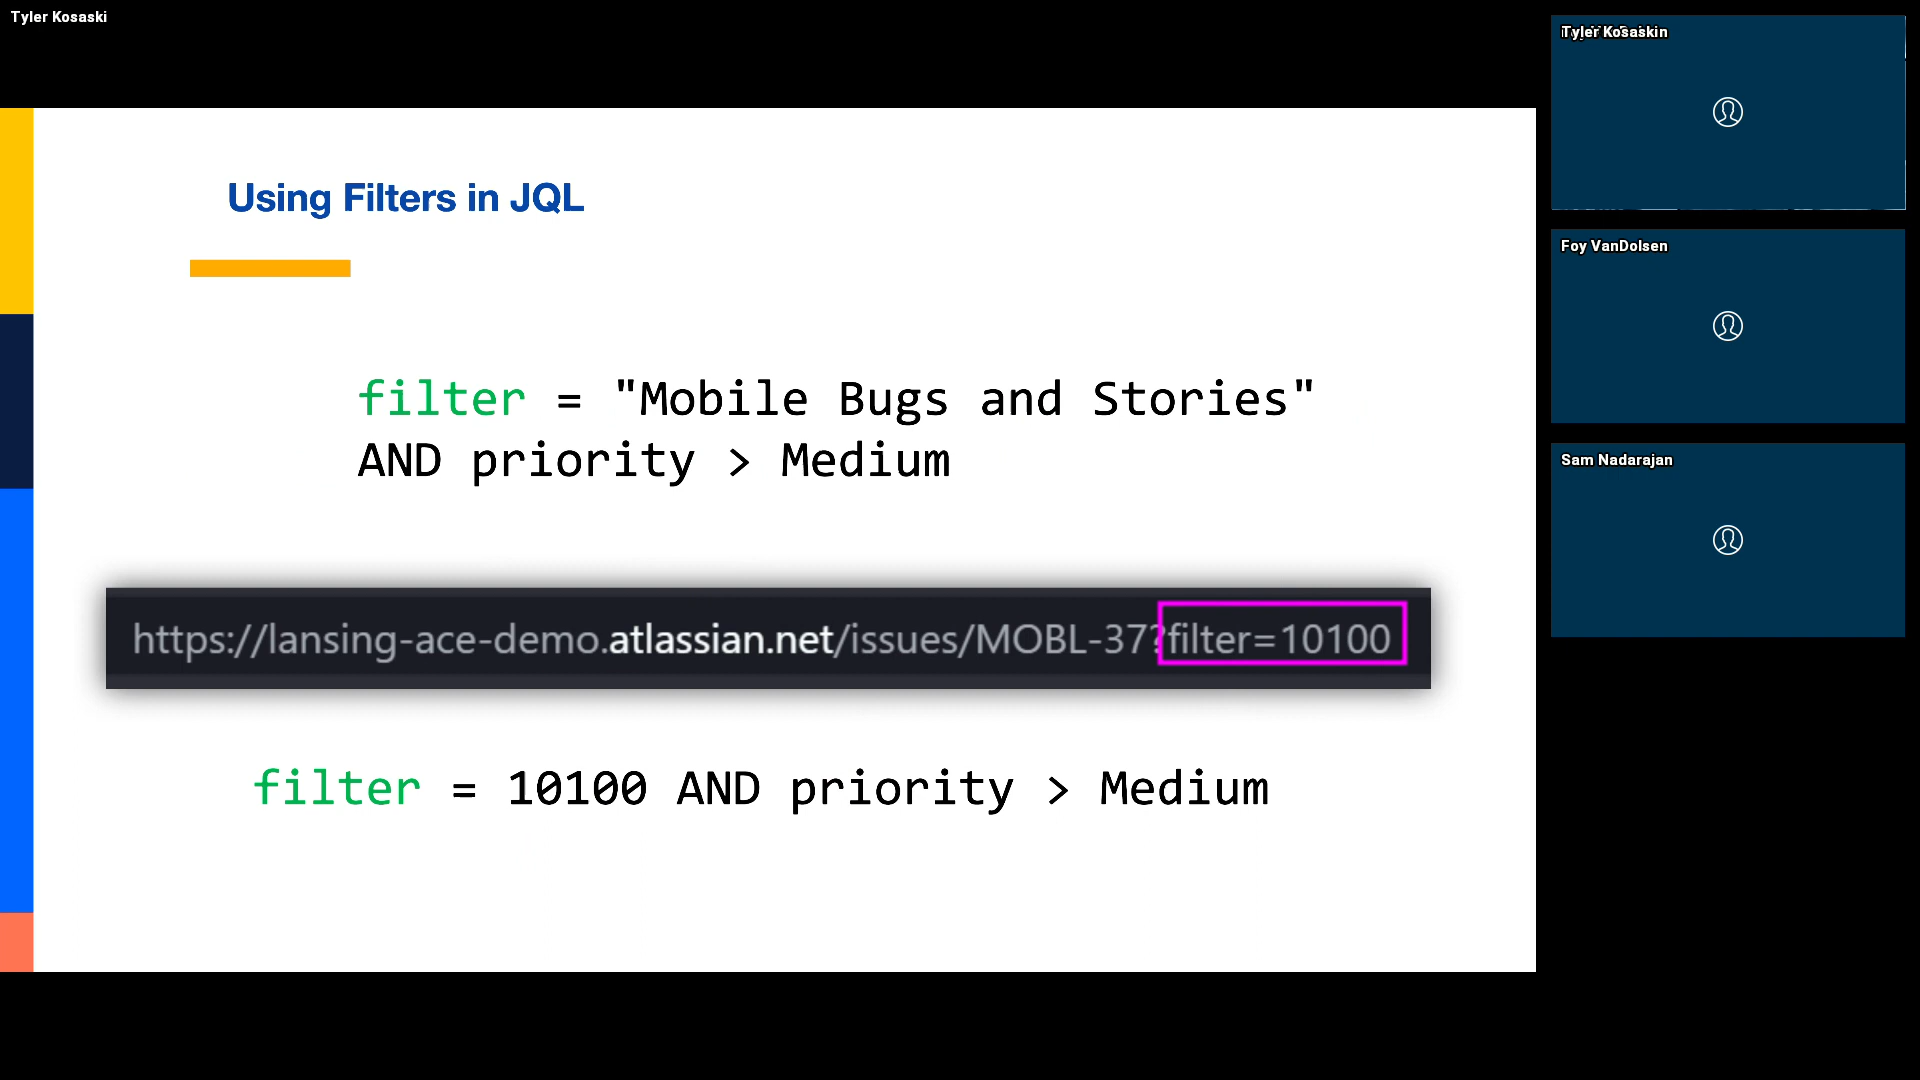 Tyler Kosaski
Using Filters in JQL
filter = "Mobile Bugs and Stories"
AND priority > Medium
https://lansing-ace-demo.atlassian.net/issues/MOBL-37?filter=10100
filter = 10100 AND priority > Medium
Tyler Kosaskin
Foy VanDolsen
Sam Nadarajan